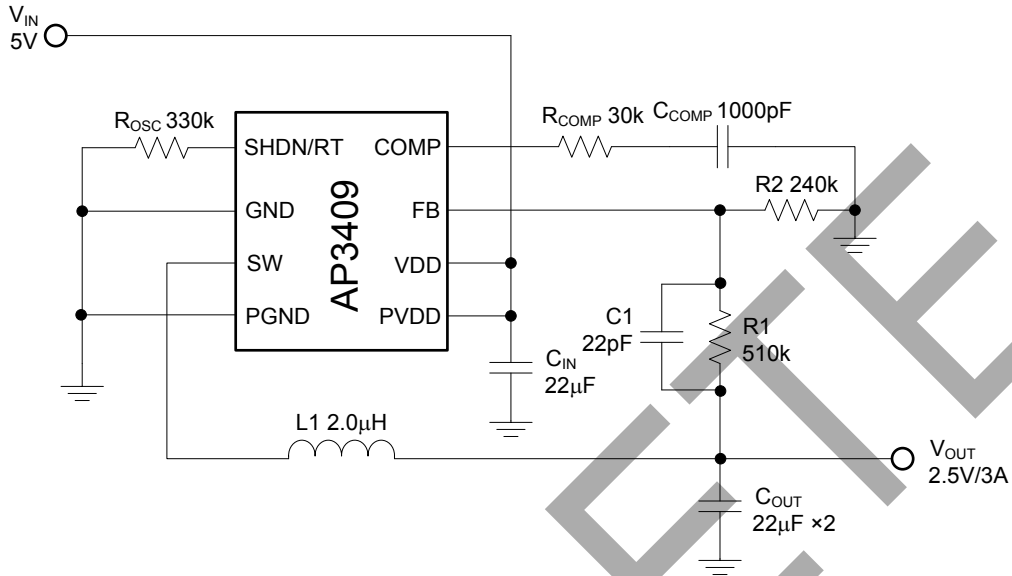 VIN
5V
ROSC 330k
RCOMP 30k
CCOMP 1000pF
SHDN/RT
COMP
R2 240k
GND
FB
AP3409
SW
VDD
PGND
PVDD
C1
22pF
R1
510k
CIN
22μF
L1 2.0μH
VOUT
2.5V/3A
COUT
22μF ×2